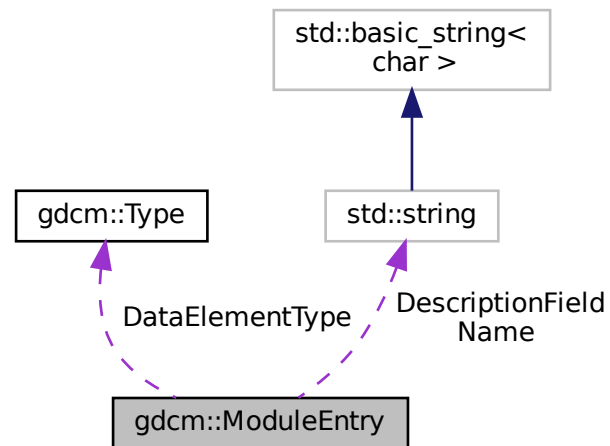 std::basic_string<
char >
gdcm::Type
std::string
DataElementType
DescriptionField
Name
gdcm::ModuleEntry